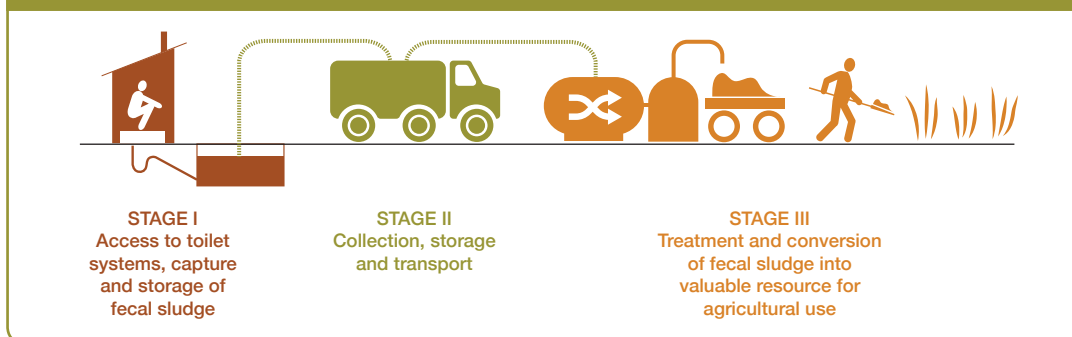 STAGE I
Access to toilet
systems, capture
and storage of
fecal sludge
STAGE II
Collection, storage
and transport
STAGE III
Treatment and conversion
of fecal sludge into
valuable resource for
agricultural use